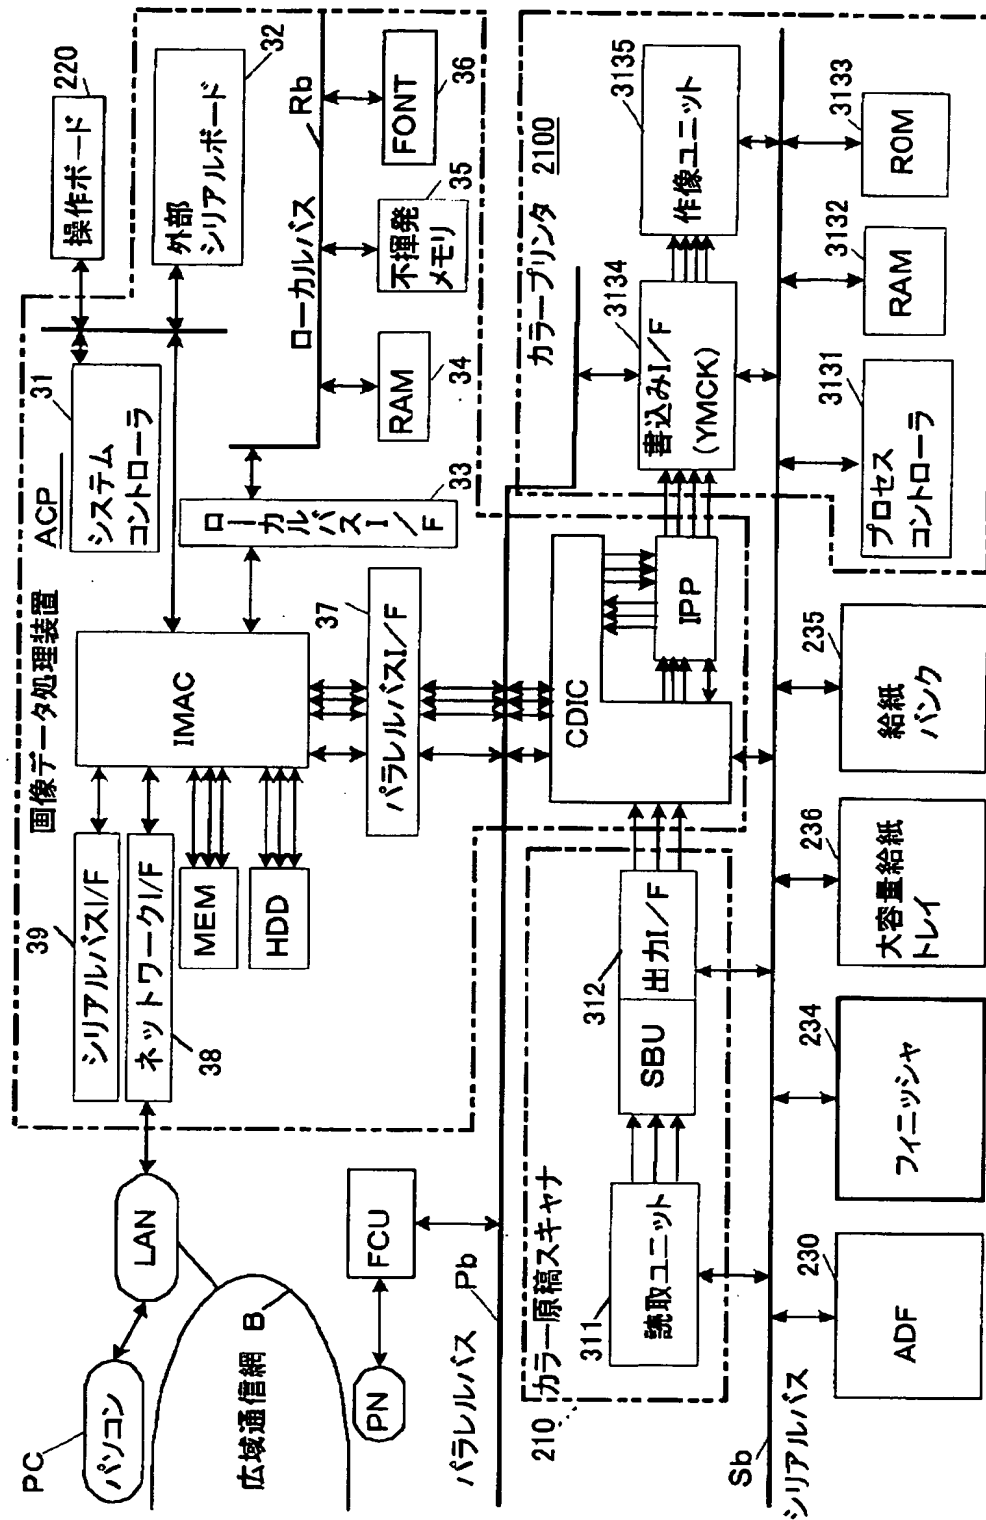 PC
パソコン
LAN
広域通信網 B
PN
FCU
画像データ処理装置
ACP
39
シリアルバスI/F
ネットワークI/F
38
MEM
HDD
IMAC
31
システム
コントローラ
操作ボード
220
外部
シリアルボード
32
ローカルバス
Rb
ローカルバスI/F
33
RAM
34
不揮発
メモリ
35
FONT
36
37
パラレルバスI/F
パラレルバス
Pb
210
カラー原稿スキャナ
311
読取ユニット
SBU
出力I/F
312
CDIC
IPP
カラープリンタ 2100
書込みI/F
(YMCK)
3134
作像ユニット
3135
プロセス
コントローラ
3131
RAM
3132
ROM
3133
Sb
シリアルバス
ADF
230
フィニッシャ
234
大容量給紙
トレイ
236
給紙
バンク
235